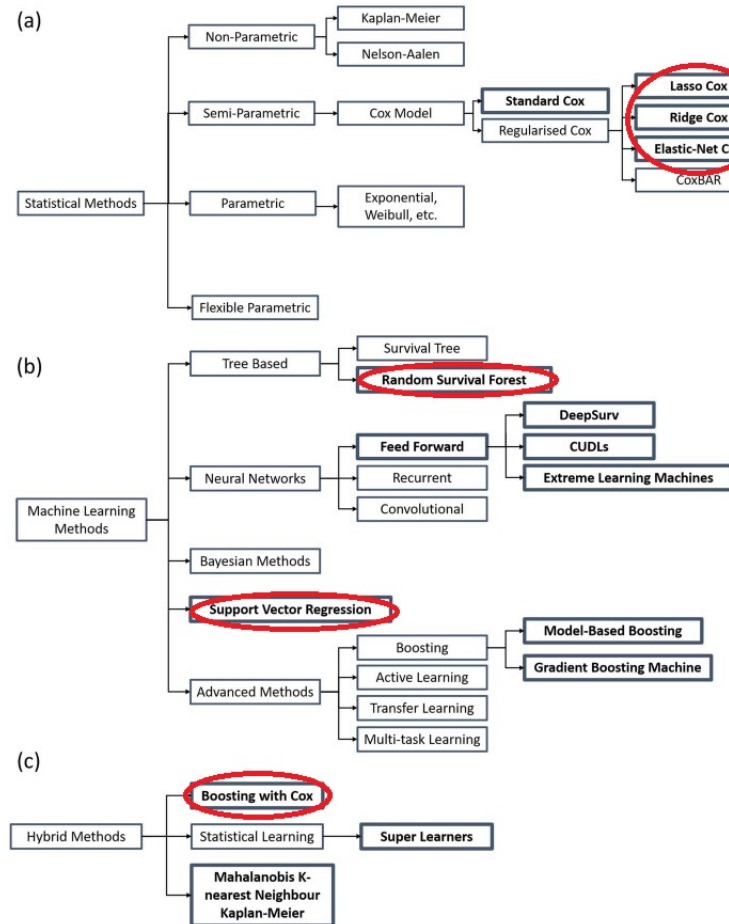 (a)
Non-Parametric
Kaplan-Meier
Nelson-Aalen
Semi-Parametric
Cox Model
Standard Cox
Regularised Cox
Lasso Cox
Ridge Cox
Elastic-Net C
CoxBAR
Statistical Methods
Parametric
Exponential,
Weibull, etc.
Flexible Parametric
(b)
Tree Based
Survival Tree
Random Survival Forest
Machine Learning
Methods
Neural Networks
Feed Forward
Recurrent
Convolutional
DeepSurv
CUDLs
Extreme Learning Machines
Bayesian Methods
Support Vector Regression
Advanced Methods
Boosting
Active Learning
Transfer Learning
Multi-task Learning
Model-Based Boosting
Gradient Boosting Machine
(c)
Hybrid Methods
Boosting with Cox
Statistical Learning
Super Learners
Mahalanobis K-
nearest Neighbour
Kaplan-Meier